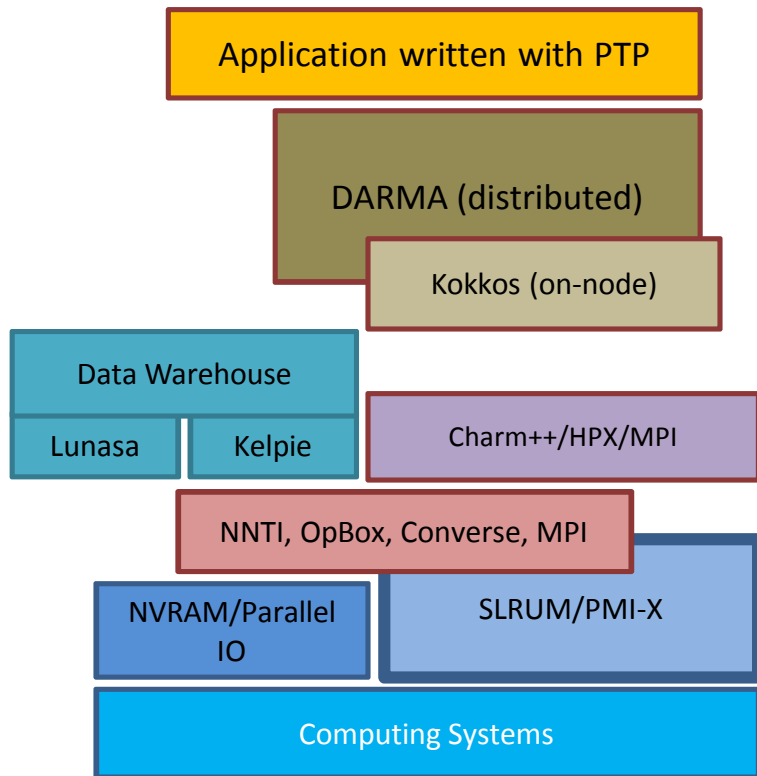 Application written with PTP
DARMA (distributed)
Kokkos (on-node)
Data Warehouse
Lunasa
Kelpie
Charm++/HPX/MPI
NNTI, OpBox, Converse, MPI
NVRAM/Parallel
IO
SLRUM/PMI-X
Computing Systems